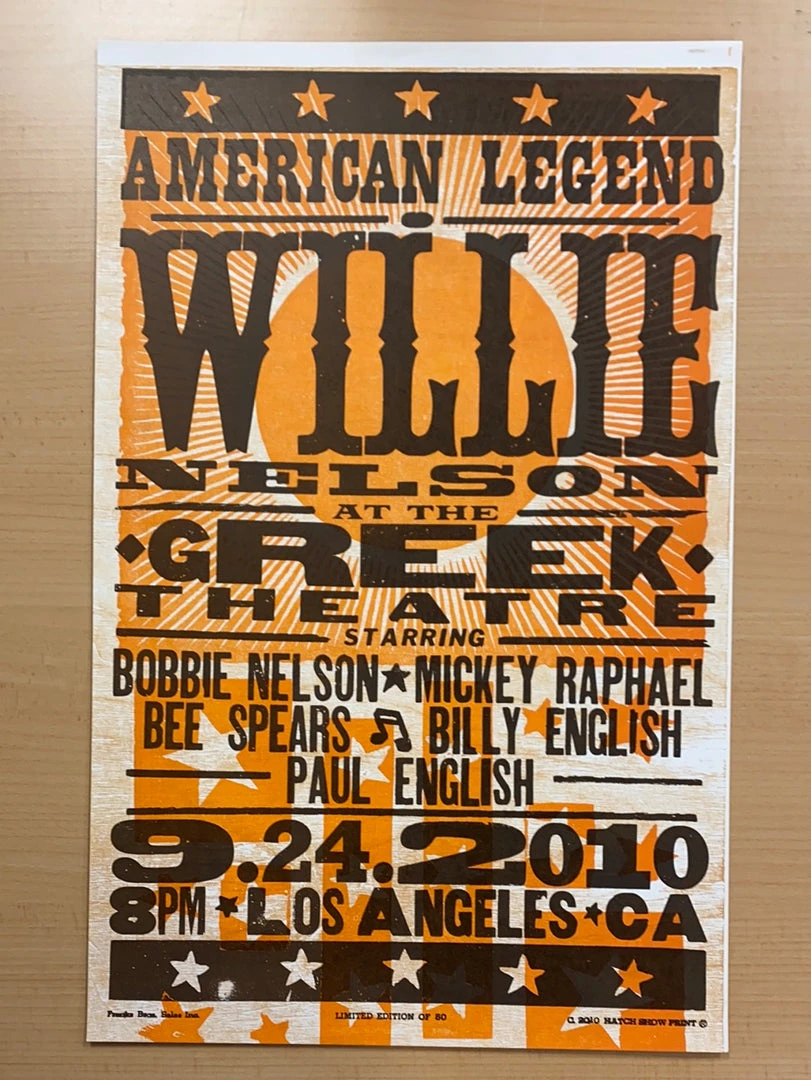 AMERICAN LEGEND
WILLIE
NELSON
AT THE
GREEK
THEATRE
STARRING
BOBBIE NELSON★MICKEY RAPHAEL
BEE SPEARS ♫ BILLY ENGLISH
PAUL ENGLISH
9.24.2010
8PM ★ LOS ANGELES ★ CA
LIMITED EDITION OF 50
© 2010 HATCH SHOW PRINT ®